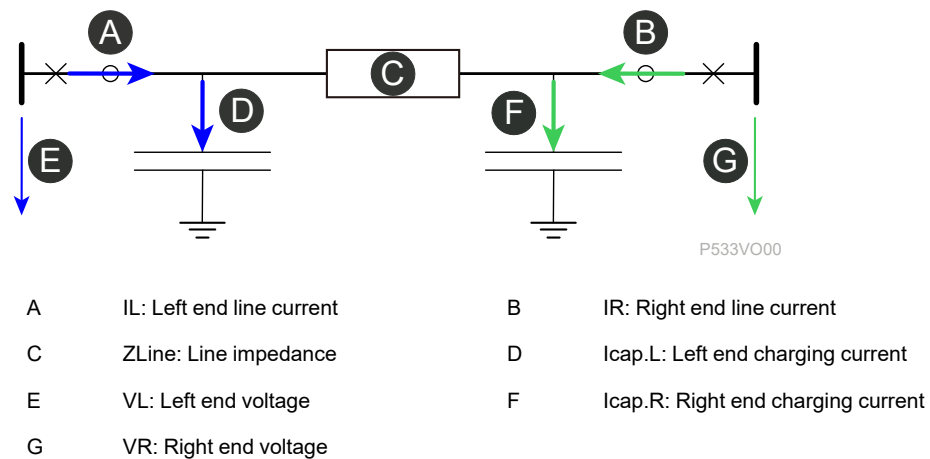 A
B
C
D
F
E
G
P533VO00
A IL: Left end line current B IR: Right end line current
C ZLine: Line impedance D Icap.L: Left end charging current
E VL: Left end voltage F Icap.R: Right end charging current
G VR: Right end voltage